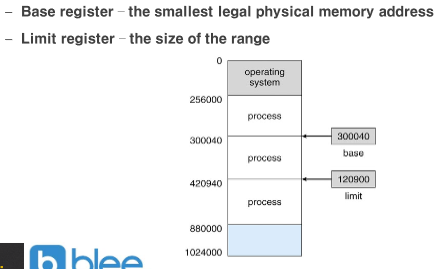 – Base register – the smallest legal physical memory address
– Limit register – the size of the range
0
operating
system
256000
process
300040
300040
base
process
420940
120900
limit
process
880000
1024000
b blee